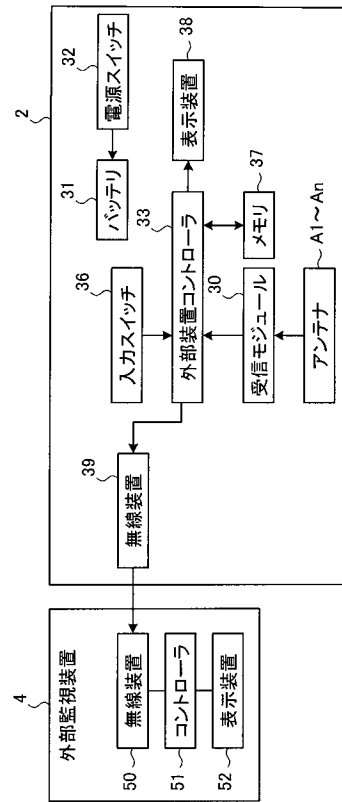 2
32
電源スイッチ
31
バッテリ
38
表示装置
36
入力スイッチ
33
外部装置コントローラ
37
メモリ
30
受信モジュール
A1〜An
アンテナ
39
無線装置
4
外部監視装置
50
無線装置
51
コントローラ
52
表示装置